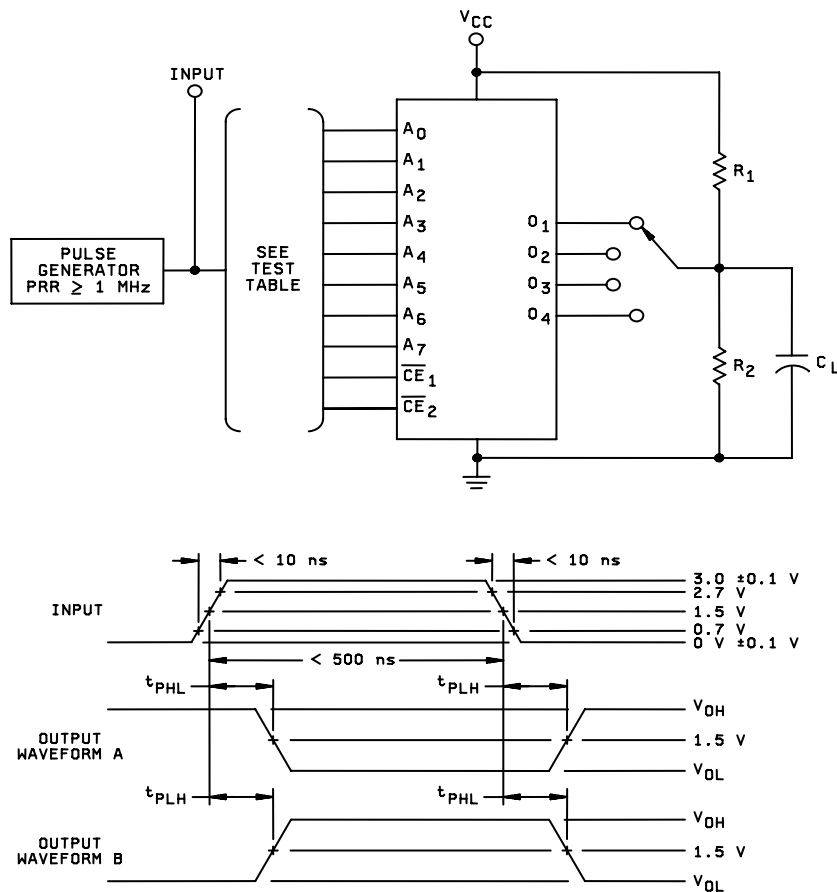 V_CC
INPUT
PULSE
GENERATOR
PRR ≥ 1 MHz
SEE
TEST
TABLE
A_0
A_1
A_2
A_3
A_4
A_5
A_6
A_7
C̅E̅_1
C̅E̅_2
O_1
O_2
O_3
O_4
R_1
R_2
C_L
< 10 ns
< 10 ns
INPUT
3.0 ±0.1 V
2.7 V
1.5 V
0.7 V
0 V ±0.1 V
< 500 ns
t_PHL
t_PLH
OUTPUT
WAVEFORM A
V_OH
1.5 V
V_OL
t_PLH
t_PHL
OUTPUT
WAVEFORM B
V_OH
1.5 V
V_OL